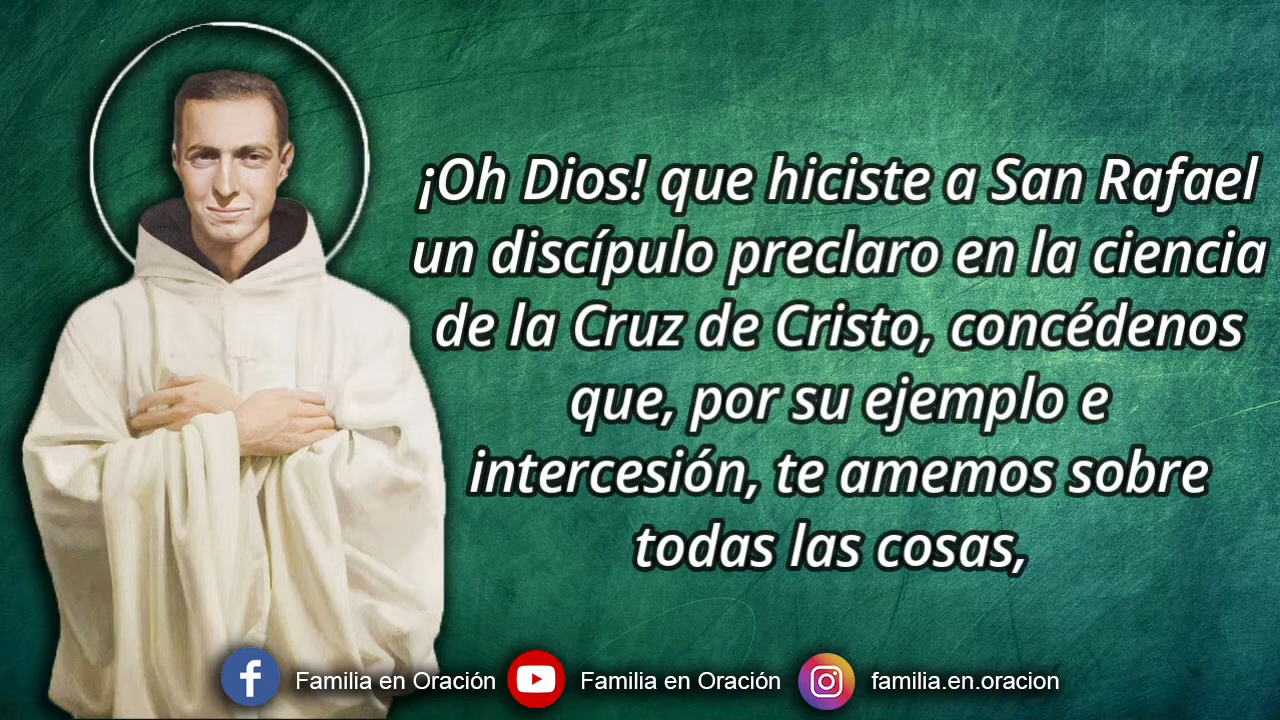 ¡Oh Dios! que hiciste a San Rafael
un discípulo preclaro en la ciencia
de la Cruz de Cristo, concédenos
que, por su ejemplo e
intercesión, te amemos sobre
todas las cosas,
Familia en Oración
Familia en Oración
familia.en.oracion